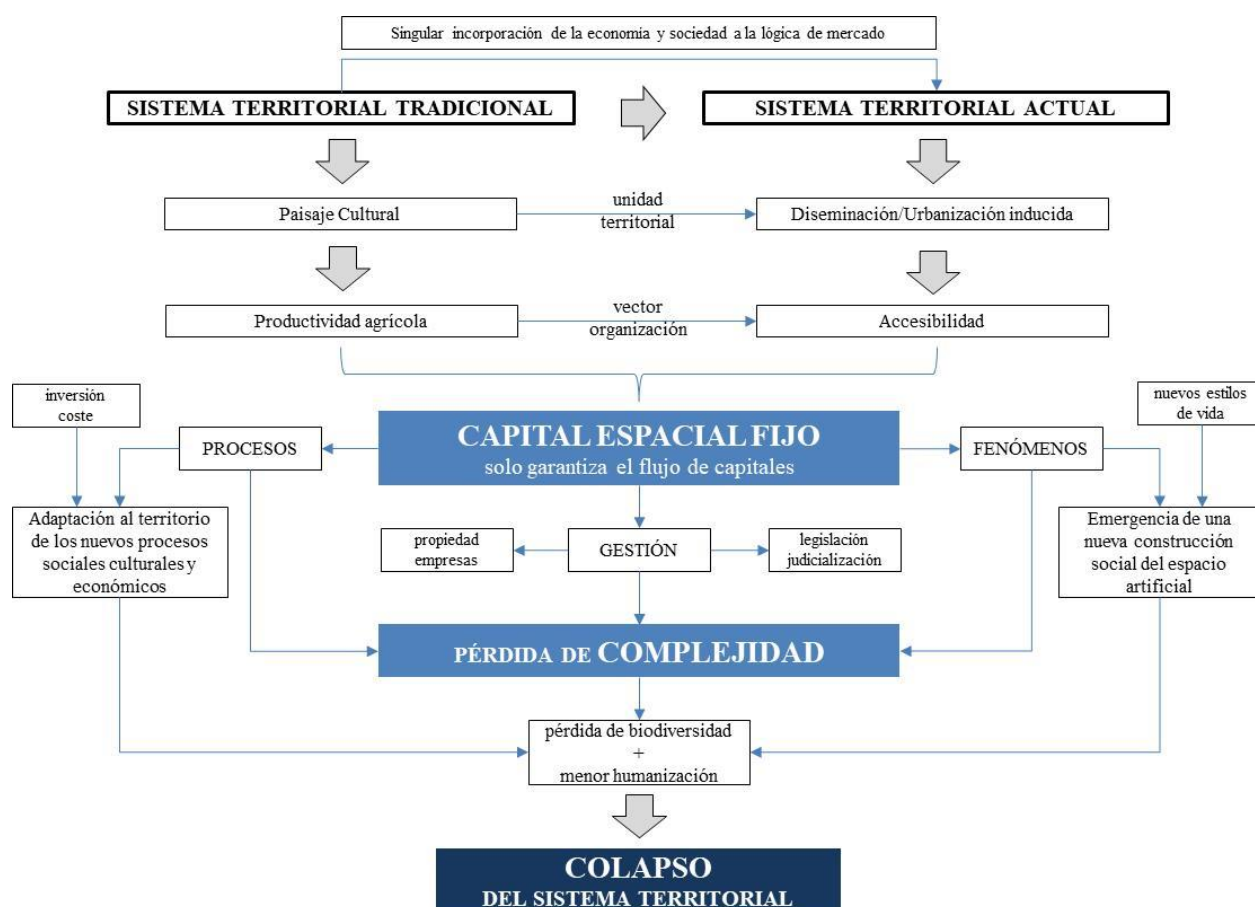 Singular incorporación de la economía y sociedad a la lógica de mercado
SISTEMA TERRITORIAL TRADICIONAL
SISTEMA TERRITORIAL ACTUAL
Paisaje Cultural
unidad
territorial
Diseminación/Urbanización inducida
Productividad agrícola
vector
organización
Accesibilidad
inversión
coste
nuevos estilos
de vida
PROCESOS
CAPITAL ESPACIAL FIJO
solo garantiza el flujo de capitales
FENÓMENOS
Adaptación al territorio
de los nuevos procesos
sociales culturales y
económicos
propiedad
empresas
GESTIÓN
legislación
judicialización
Emergencia de una
nueva construcción
social del espacio
artificial
PÉRDIDA DE COMPLEJIDAD
pérdida de biodiversidad
+
menor humanización
COLAPSO
DEL SISTEMA TERRITORIAL